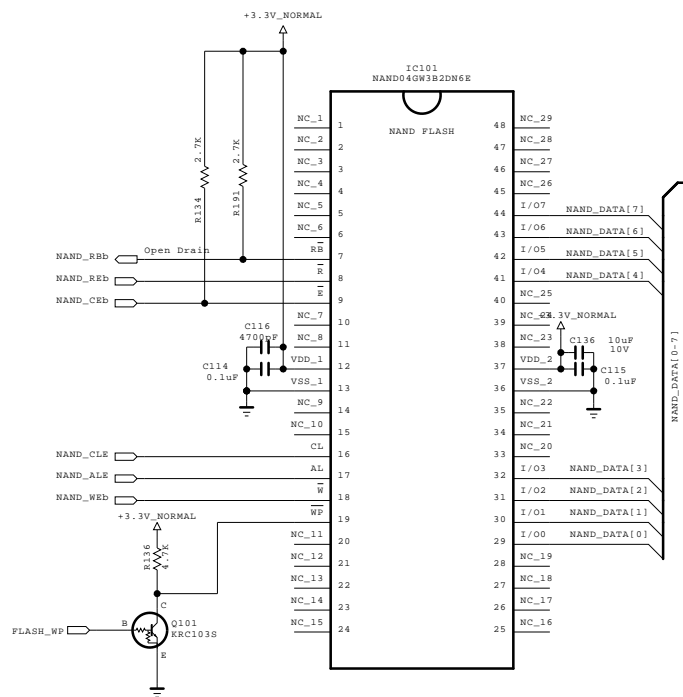 +3.3V_NORMAL
IC101
NAND04GW3B2DN6E
NAND FLASH
2.7K
R134
2.7K
R191
NC_1 1
NC_2 2
NC_3 3
NC_4 4
NC_5 5
NC_6 6
NAND_RBb Open Drain RB 7
NAND_REb R 8
NAND_CEb E 9
NC_7 10
NC_8 11
C116
4700pF
C114
0.1uF
VDD_1 12
VSS_1 13
NC_9 14
NC_10 15
NAND_CLE CL 16
NAND_ALE AL 17
NAND_WEb W 18
WP 19
NC_11 20
NC_12 21
NC_13 22
NC_14 23
NC_15 24
+3.3V_NORMAL
R136
4.7K
C
Q101
KRC103S
FLASH_WP B
E
48 NC_29
47 NC_28
46 NC_27
45 NC_26
44 I/O7 NAND_DATA[7]
43 I/O6 NAND_DATA[6]
42 I/O5 NAND_DATA[5]
41 I/O4 NAND_DATA[4]
40 NC_25
39 NC_24
+3.3V_NORMAL
38 NC_23
C136 10uF
10V
37 VDD_2
C115
0.1uF
36 VSS_2
35 NC_22
34 NC_21
33 NC_20
32 I/O3 NAND_DATA[3]
31 I/O2 NAND_DATA[2]
30 I/O1 NAND_DATA[1]
29 I/O0 NAND_DATA[0]
28 NC_19
27 NC_18
26 NC_17
25 NC_16
NAND_DATA[0-7]